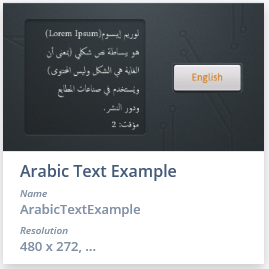 لوريم إيبسوم(Lorem Ipsum)
هو ببساطة نص شكلي (بمعنى أن
الغاية هي الشكل وليس المحتوى)
ويُستخدم في صناعات المطابع
ودور النشر.
مؤقت: 2
English
Arabic Text Example
Name
ArabicTextExample
Resolution
480 x 272, ...